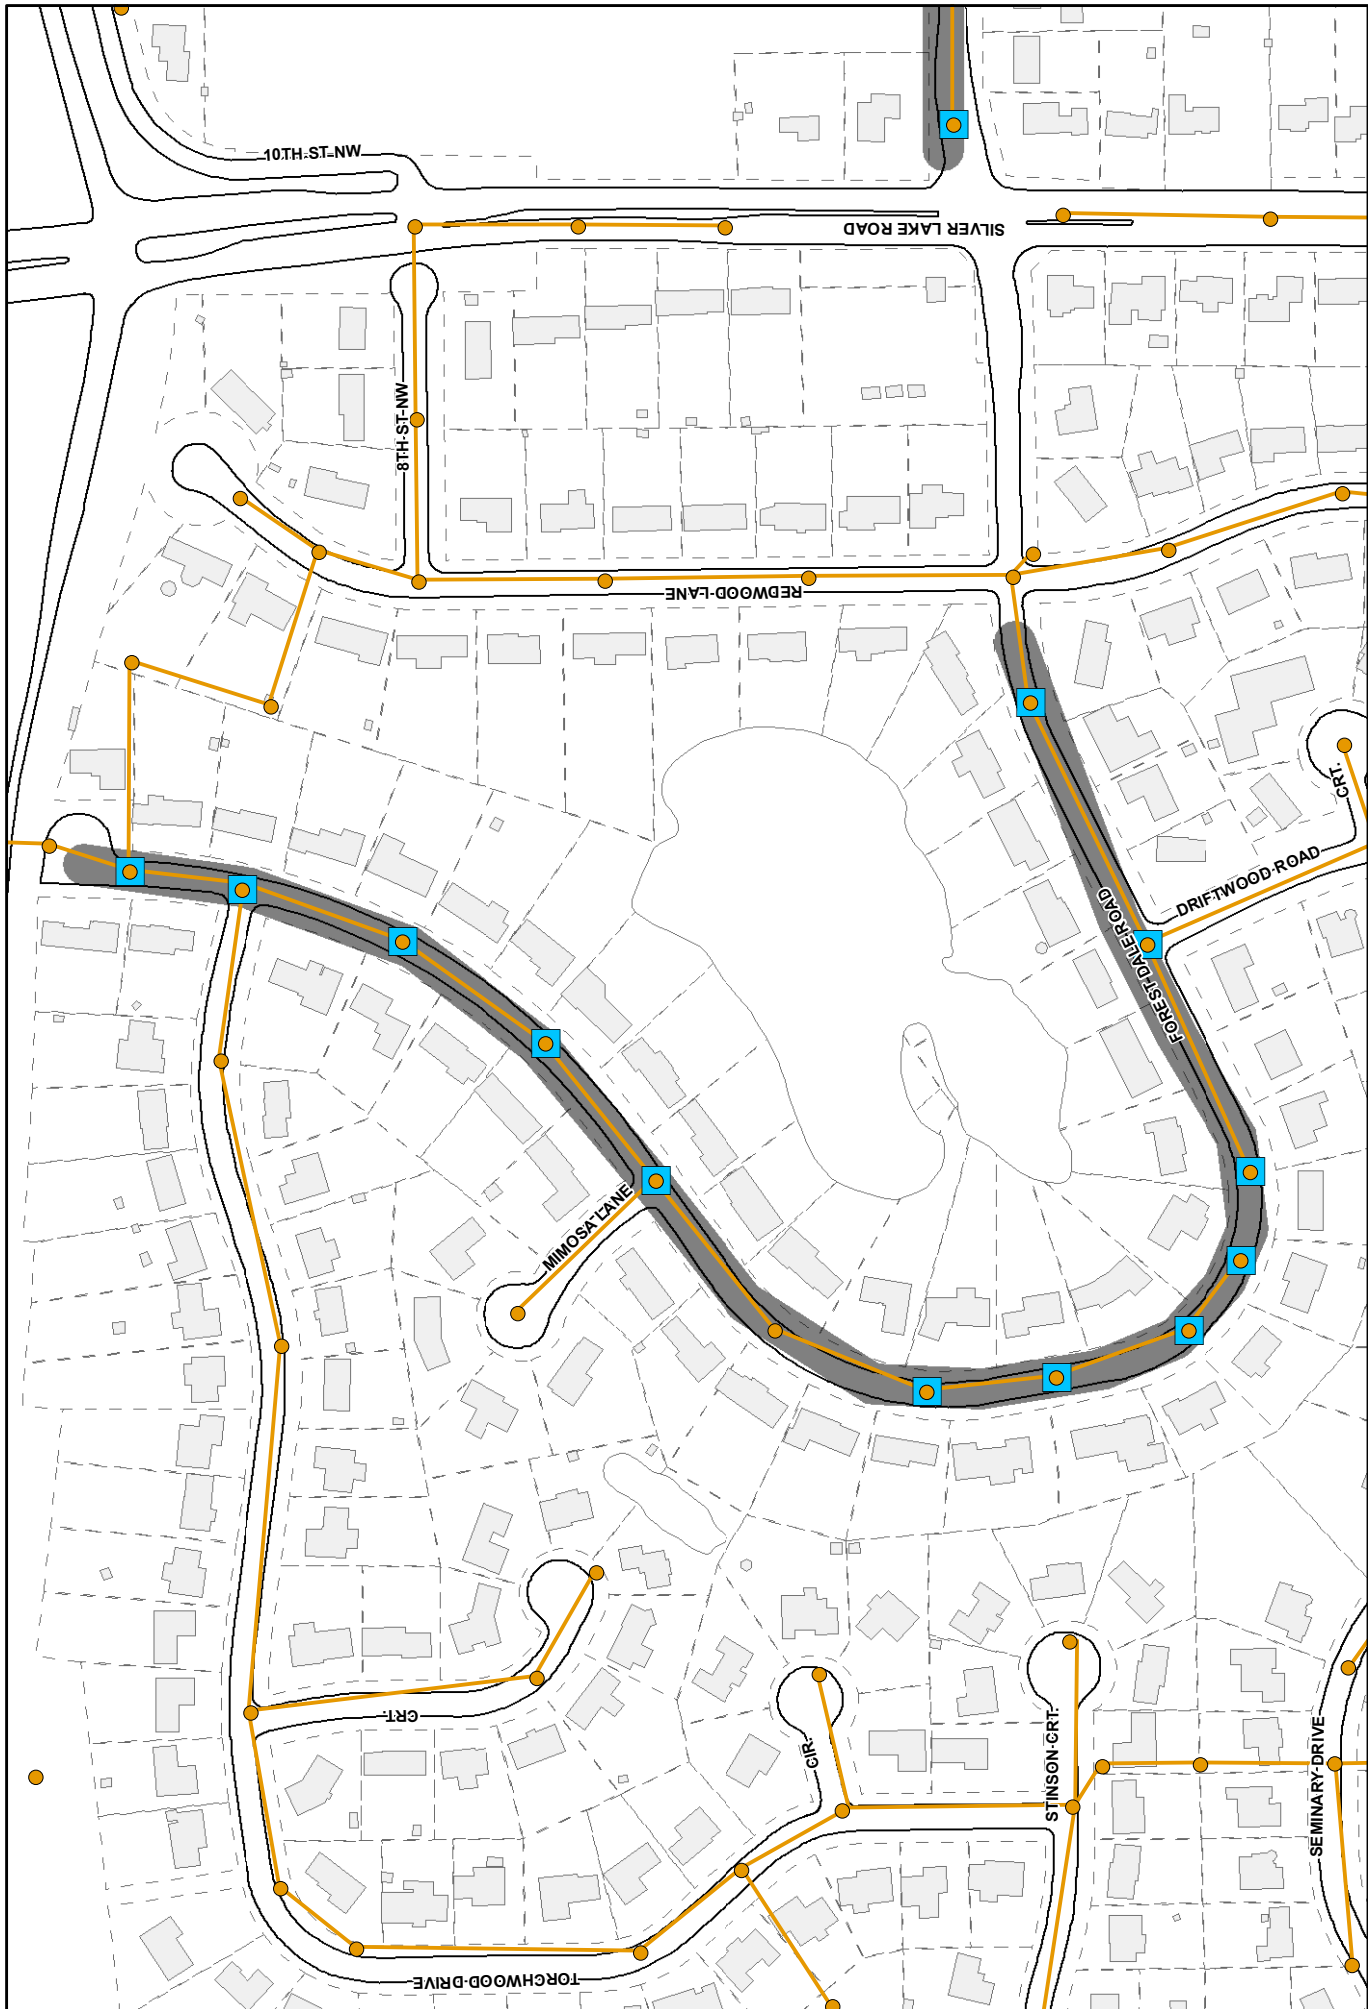 10TH ST NW
SILVER LAKE ROAD
8TH ST NW
REDWOOD LANE
CRT.
DRIFTWOOD ROAD
FOREST DALE ROAD
MIMOSA LANE
CRT.
CIR.
STINSON CRT.
SEMINARY DRIVE
TORCHWOOD DRIVE